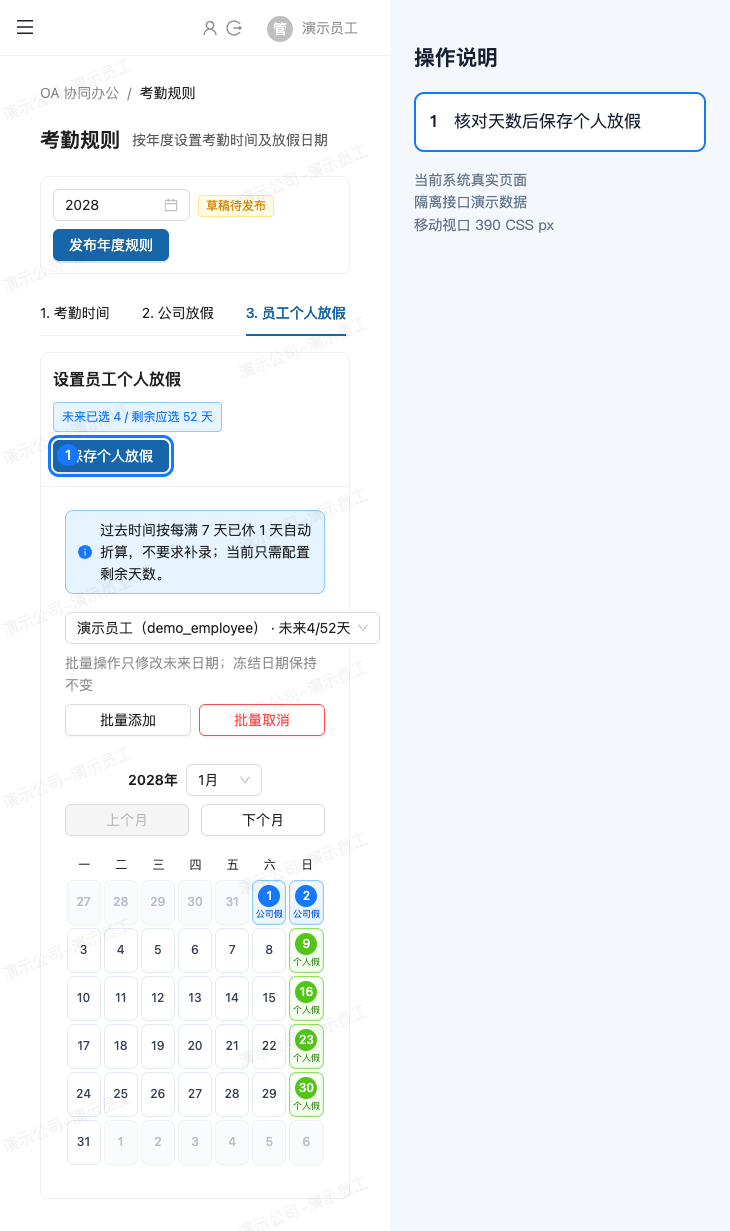 管 演示员工
OA 协同办公 / 考勤规则
考勤规则 按年度设置考勤时间及放假日期
2028 草稿待发布
发布年度规则
1. 考勤时间 2. 公司放假 3. 员工个人放假
设置员工个人放假
未来已选 4 / 剩余应选 52 天
1 存个人放假
过去时间按每满 7 天已休 1 天自动
折算，不要求补录；当前只需配置
剩余天数。
演示员工（demo_employee） · 未来4/52天
批量操作只修改未来日期；冻结日期保持
不变
批量添加 批量取消
2028年 1月
上个月 下个月
一 二 三 四 五 六 日
27 28 29 30 31 1 公司假 2 公司假
3 4 5 6 7 8 9 个人假
10 11 12 13 14 15 16 个人假
17 18 19 20 21 22 23 个人假
24 25 26 27 28 29 30 个人假
31 1 2 3 4 5 6
操作说明
1 核对天数后保存个人放假
当前系统真实页面
隔离接口演示数据
移动视口 390 CSS px
演示公司-演示员工